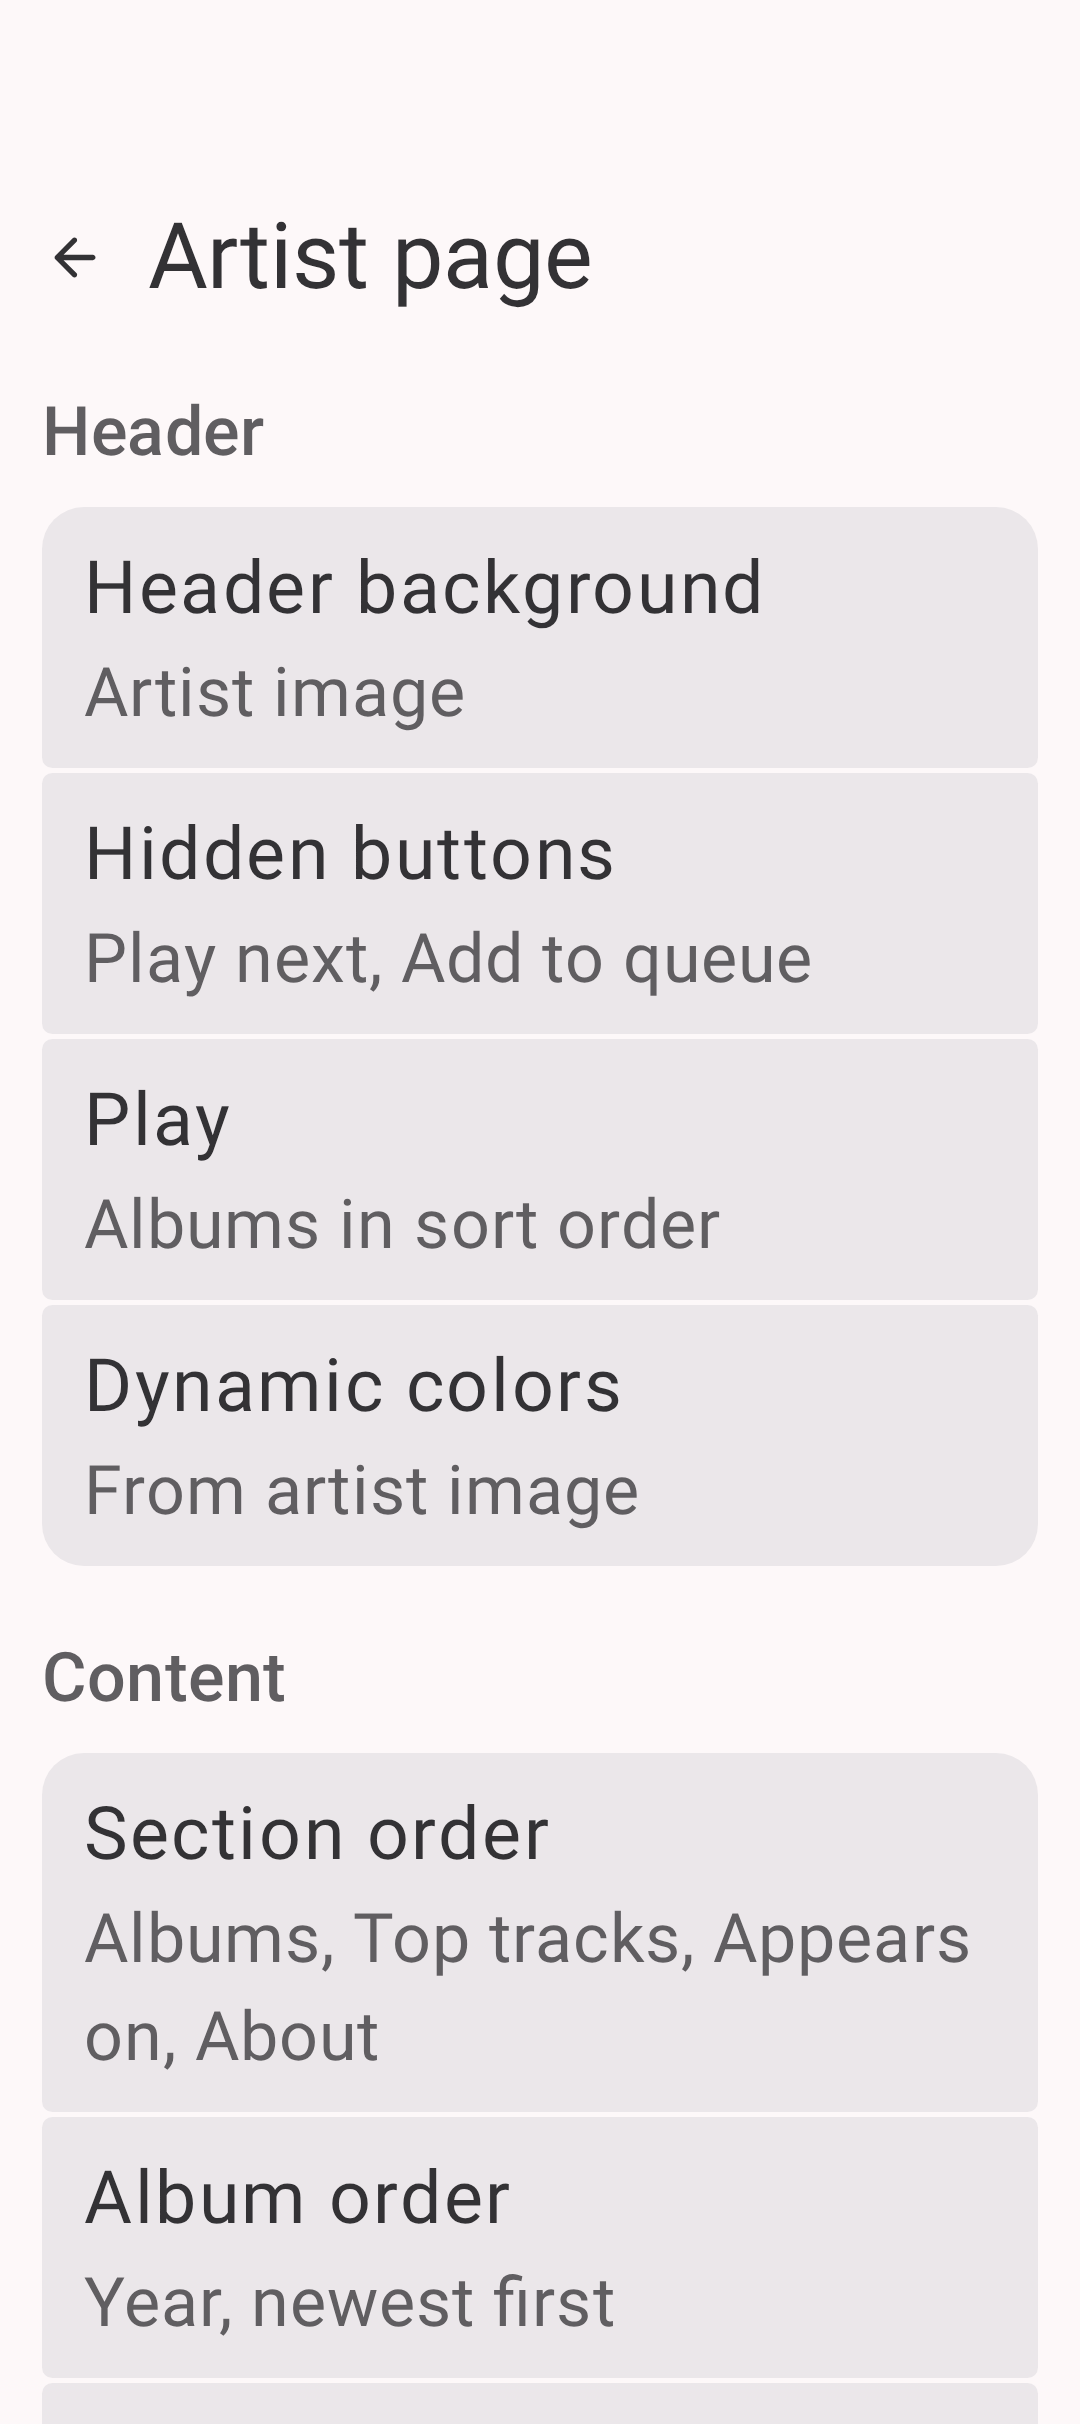 Artist page
Header
Header background
Artist image
Hidden buttons
Play next, Add to queue
Play
Albums in sort order
Dynamic colors
From artist image
Content
Section order
Albums, Top tracks, Appears
on, About
Album order
Year, newest first